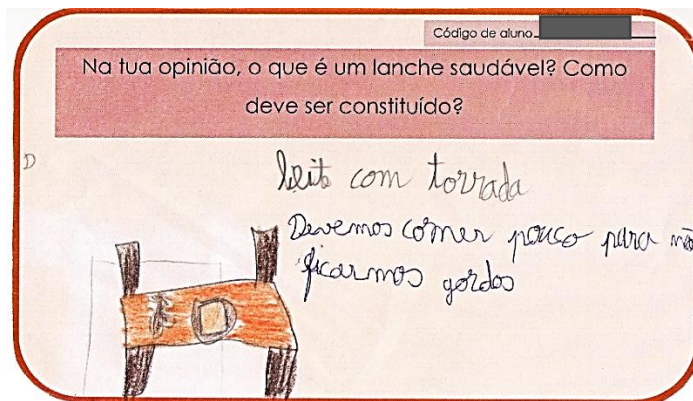 Código de aluno
Na tua opinião, o que é um lanche saudável? Como
deve ser constituído?
D
leite com torrada
Devemos comer pouco para não
ficarmos gordos